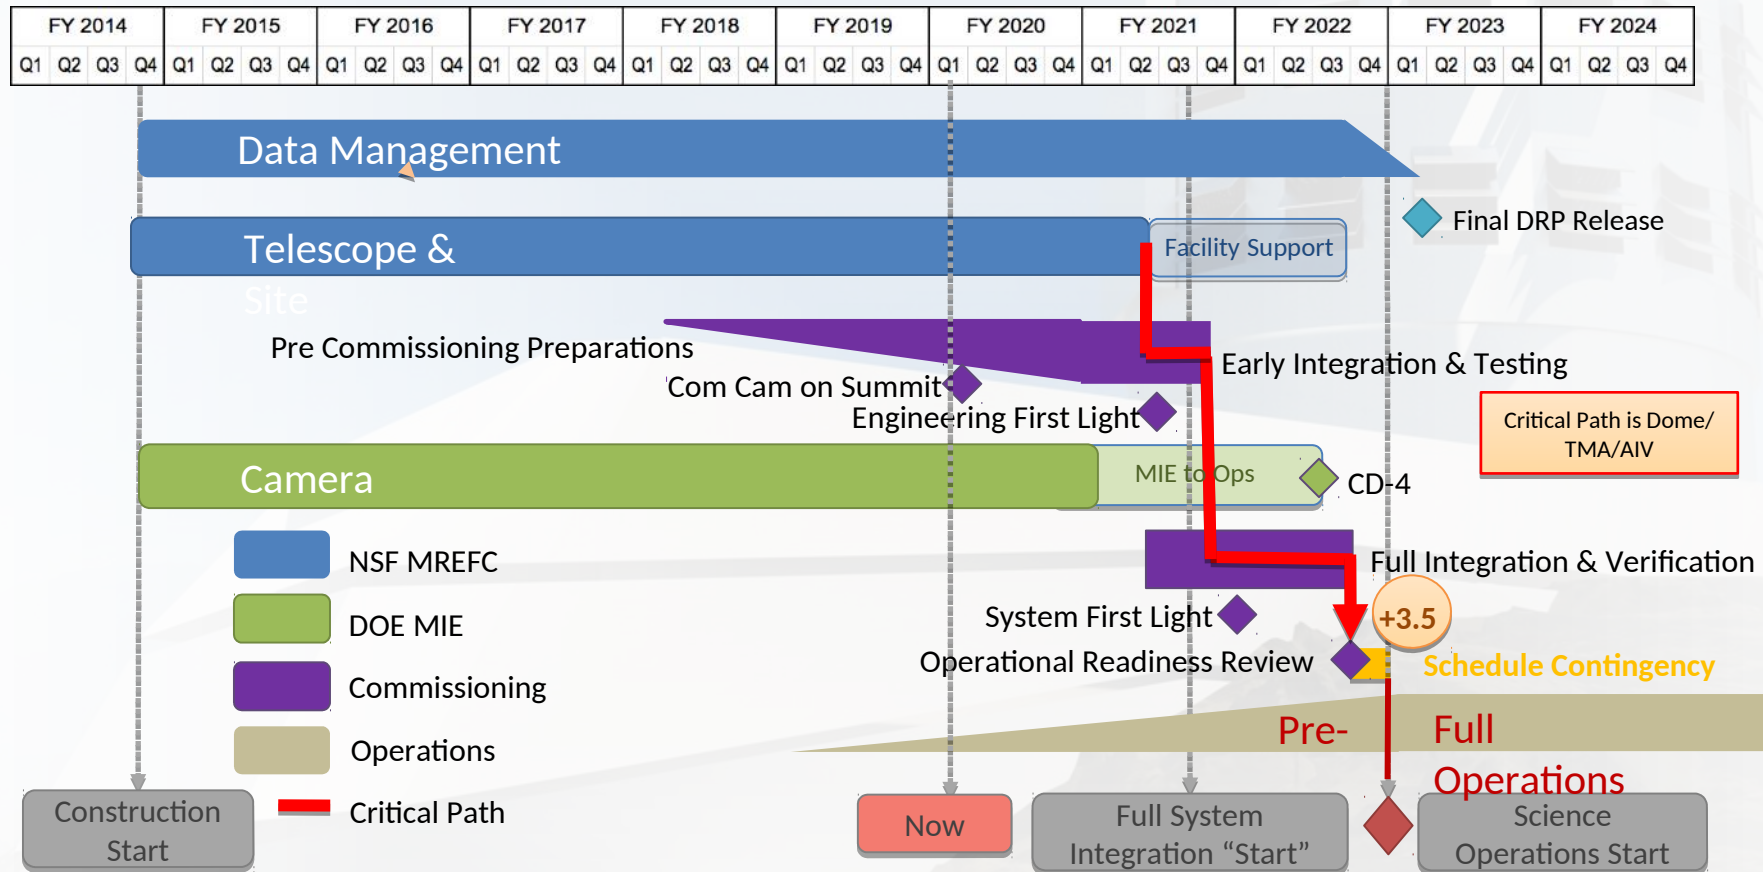 FY 2014 FY 2015 FY 2016 FY 2017 FY 2018 FY 2019 FY 2020 FY 2021 FY 2022 FY 2023 FY 2024
Q1 Q2 Q3 Q4 Q1 Q2 Q3 Q4 Q1 Q2 Q3 Q4 Q1 Q2 Q3 Q4 Q1 Q2 Q3 Q4 Q1 Q2 Q3 Q4 Q1 Q2 Q3 Q4 Q1 Q2 Q3 Q4 Q1 Q2 Q3 Q4 Q1 Q2 Q3 Q4 Q1 Q2 Q3 Q4
Data Management
Final DRP Release
Telescope &
Site
Facility Support
Pre Commissioning Preparations
Early Integration & Testing
Com Cam on Summit
Engineering First Light
Critical Path is Dome/
TMA/AIV
Camera
MIE to Ops
CD-4
NSF MREFC
Full Integration & Verification
DOE MIE
System First Light
+3.5
Operational Readiness Review
Schedule Contingency
Commissioning
Pre-
Full
Operations
Operations
Critical Path
Construction
Start
Now
Full System
Integration “Start”
Science
Operations Start